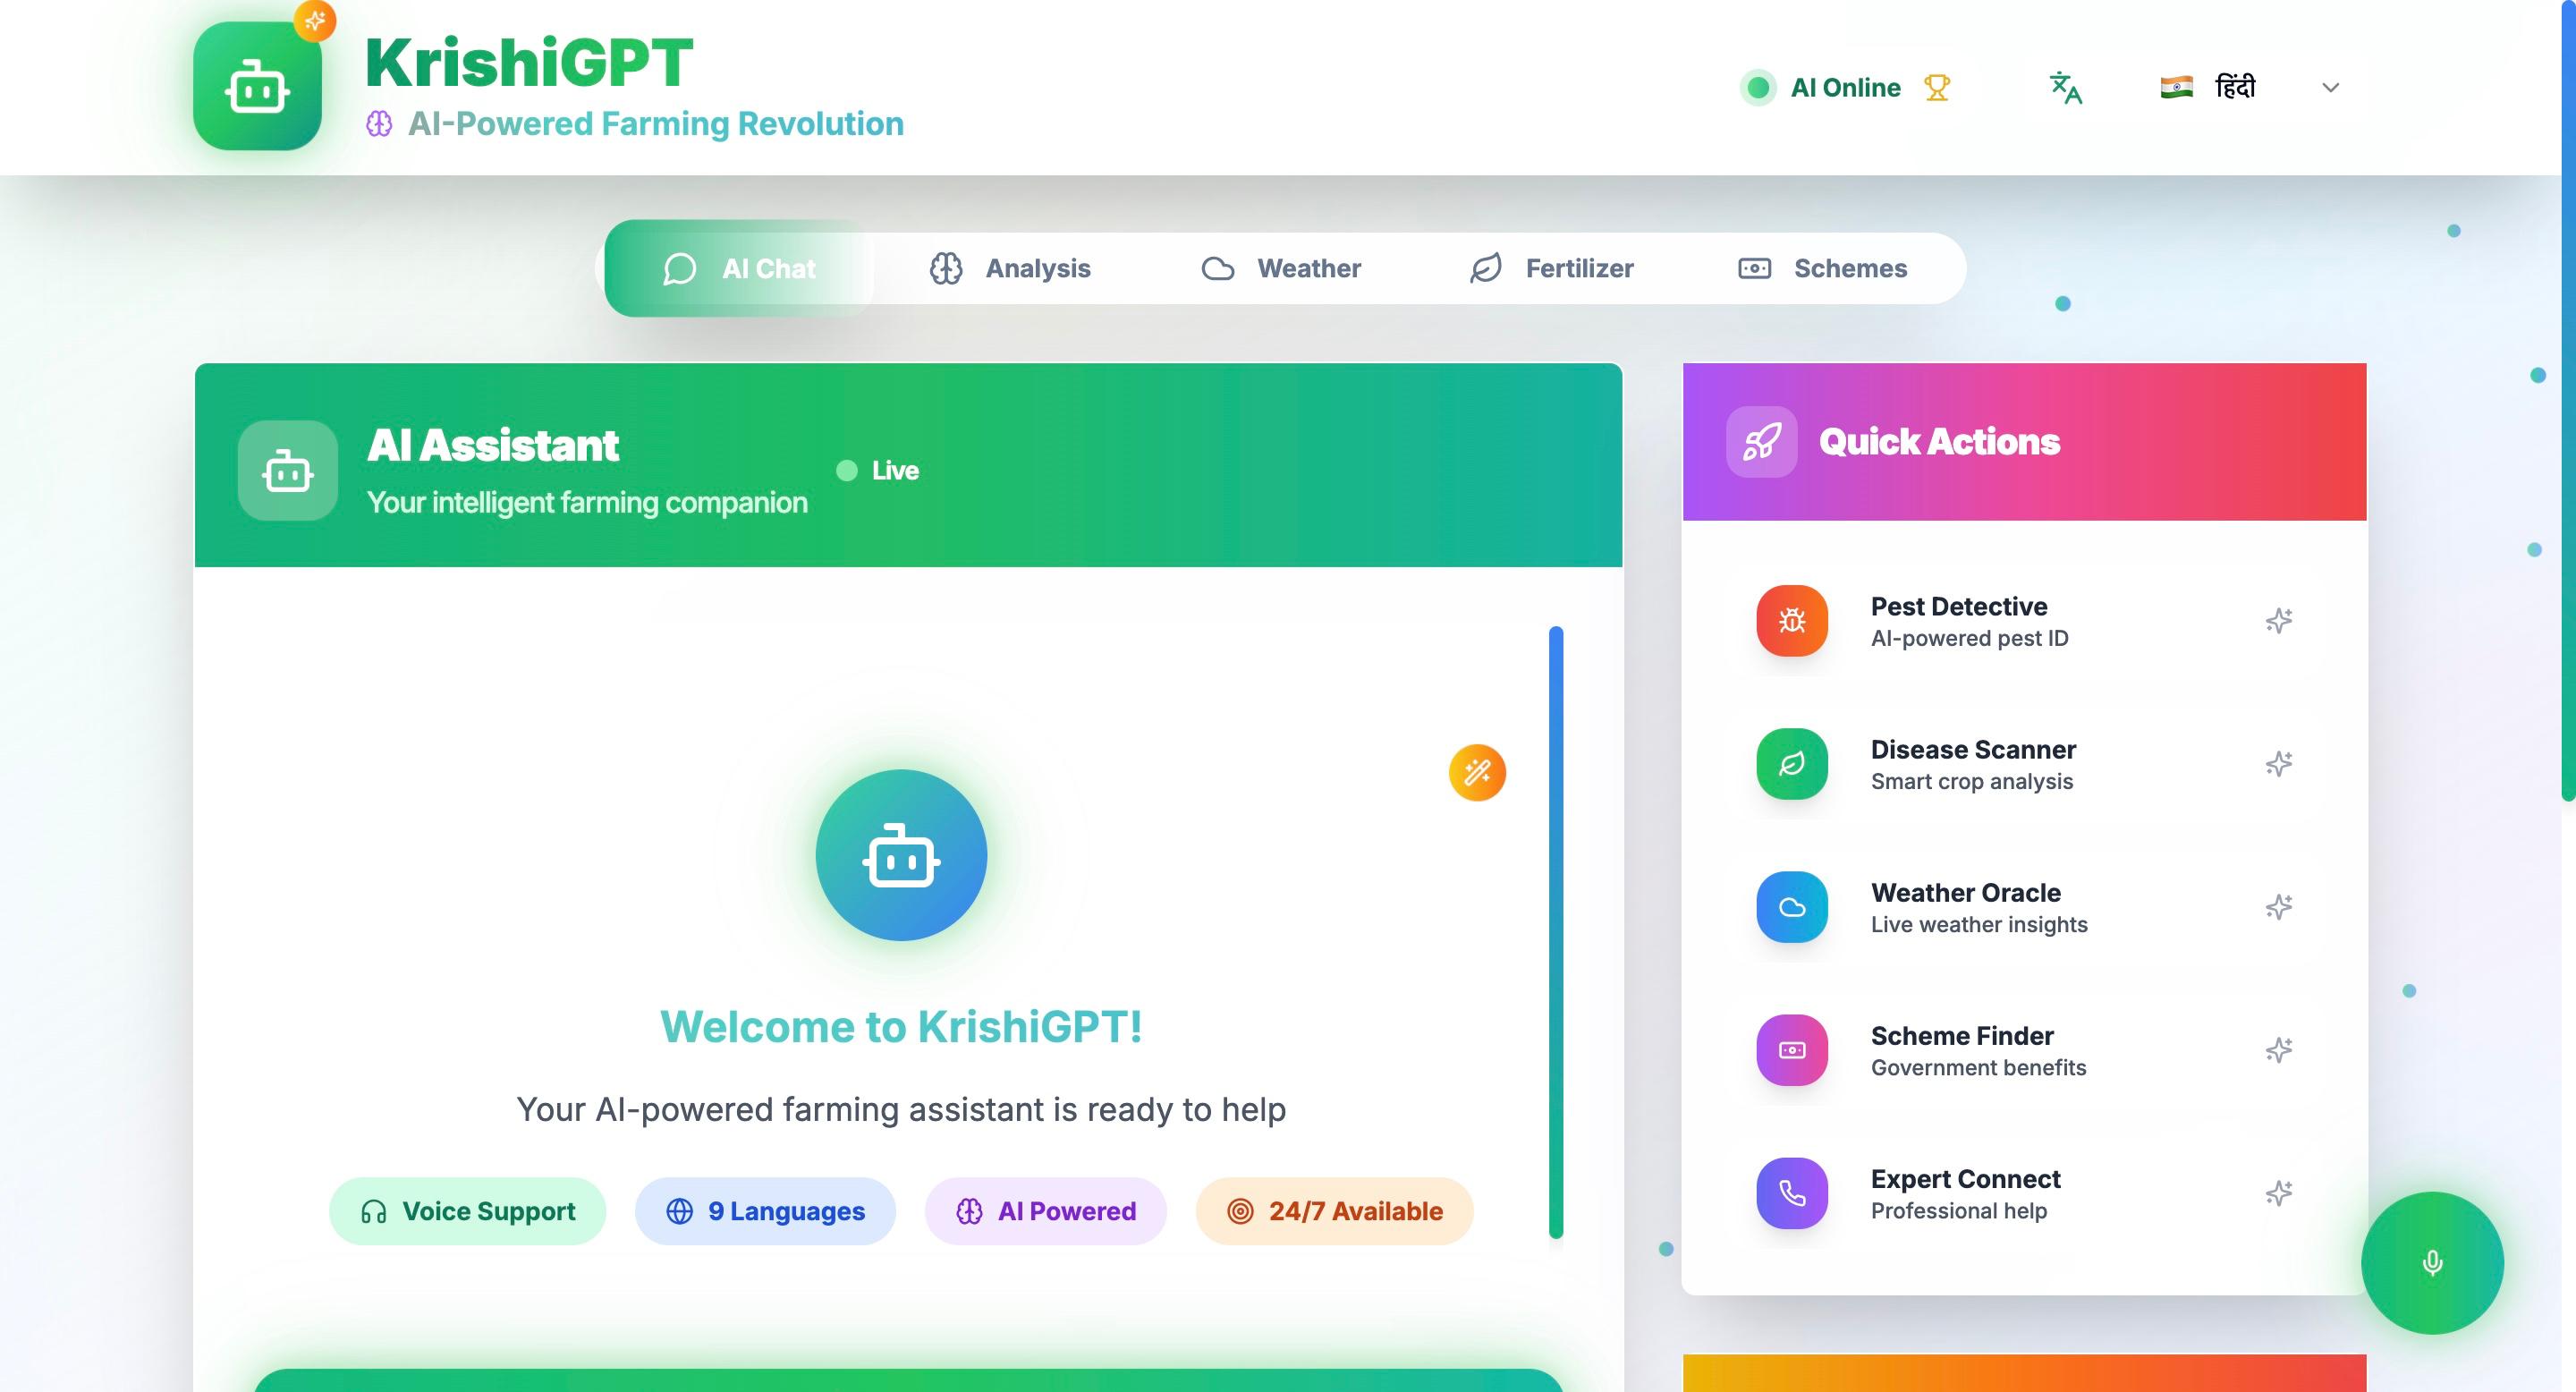 KrishiGPT
AI-Powered Farming Revolution
AI Online
हिंदी
AI Chat
Analysis
Weather
Fertilizer
Schemes
AI Assistant
Your intelligent farming companion
Live
Welcome to KrishiGPT!
Your AI-powered farming assistant is ready to help
Voice Support
9 Languages
AI Powered
24/7 Available
Quick Actions
Pest Detective
AI-powered pest ID
Disease Scanner
Smart crop analysis
Weather Oracle
Live weather insights
Scheme Finder
Government benefits
Expert Connect
Professional help